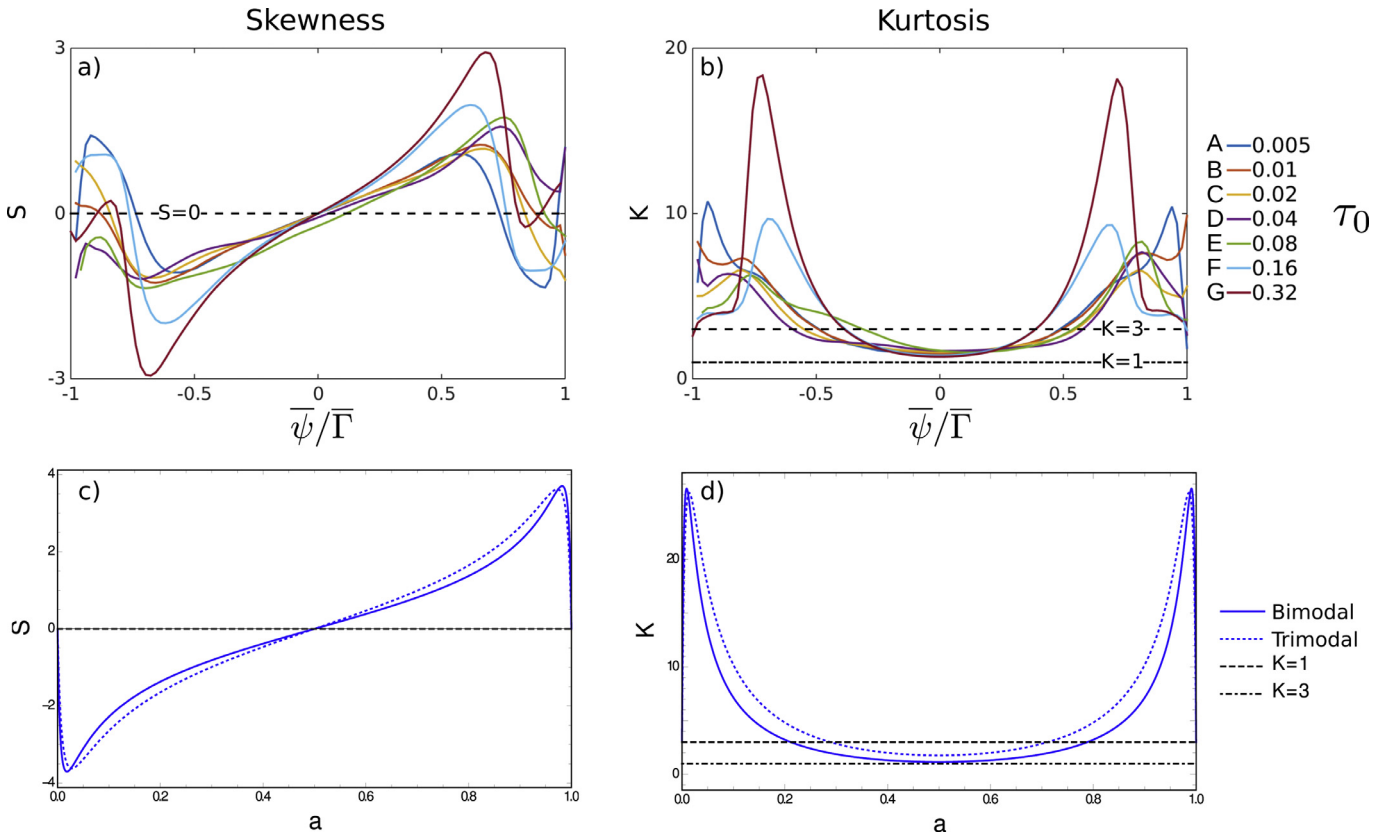 Skewness
Kurtosis
a)
S=0
S
3
0
-3
-1
-0.5
0
0.5
1
ψ̅/Γ̅
b)
K=3
K=1
K
20
10
0
-1
-0.5
0
0.5
1
ψ̅/Γ̅
A 0.005
B 0.01
C 0.02
D 0.04
E 0.08
F 0.16
G 0.32
τ₀
c)
S
4
2
0
−2
−4
0.0
0.2
0.4
0.6
0.8
1.0
a
d)
K
20
10
0
0.0
0.2
0.4
0.6
0.8
1.0
a
Bimodal
Trimodal
K=1
K=3